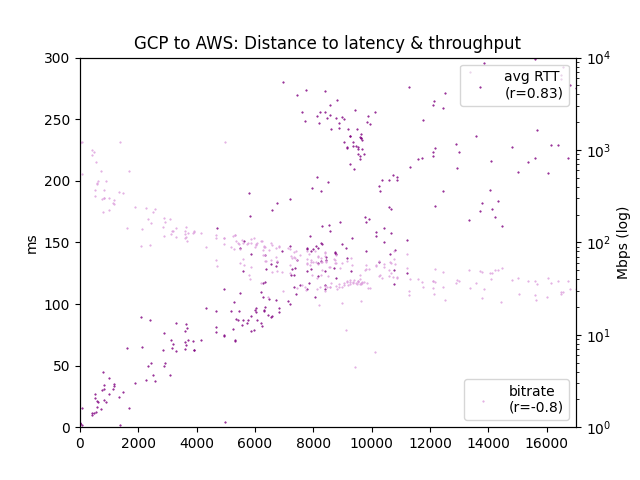 GCP to AWS: Distance to latency & throughput
300
250
200
150
100
50
0
ms
0 2000 4000 6000 8000 10000 12000 14000 16000
10^4
10^3
10^2
10^1
10^0
Mbps (log)
avg RTT
(r=0.83)
bitrate
(r=-0.8)